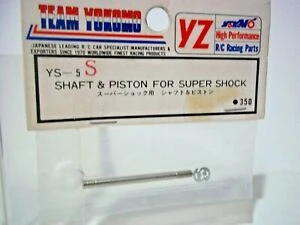 TEAM YOKOMO
JAPANESE LEADING R/C CAR SPECIALIST MANUFACTURERS &
EXPORTERS SINCE 1970 WORLDWIDE FINEST RACING PRODUCT
YZ
High Performance
R/C Racing Parts
YS-5 S
SHAFT & PISTON FOR SUPER SHOCK
スーパーショック用 シャフト&ピストン
●350